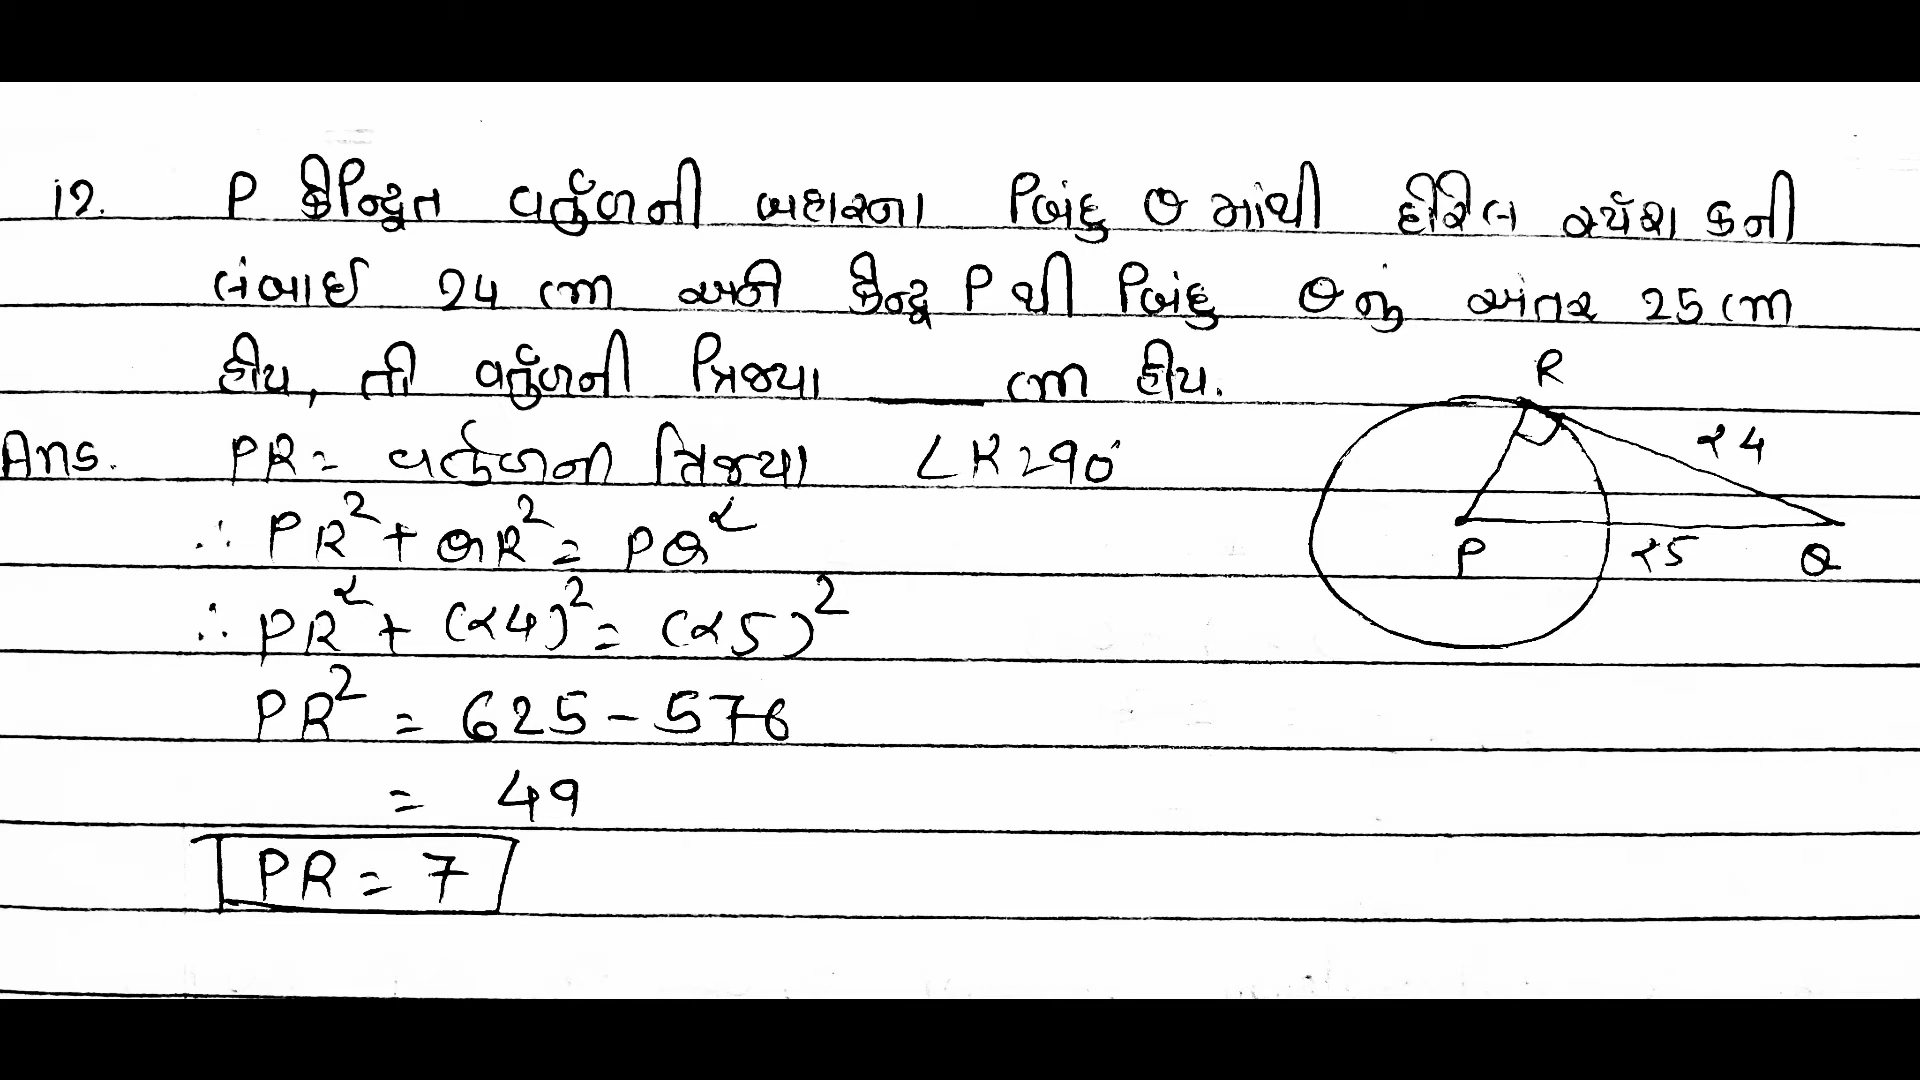 12. P કેન્દ્રિત વર્તુળની બહારના બિંદુ Q માંથી દોરેલ સ્પર્શકની
લંબાઈ 24 cm અને કેન્દ્ર P થી બિંદુ Q નું અંતર 25 cm
હોય, તો વર્તુળની ત્રિજ્યા ____ cm હોય.
R
Ans. PR = વર્તુળની ત્રિજ્યા ∠R = 90°
24
∴ PR² + QR² = PQ²
P 25 Q
∴ PR² + (24)² = (25)²
PR² = 625 - 576
= 49
PR = 7